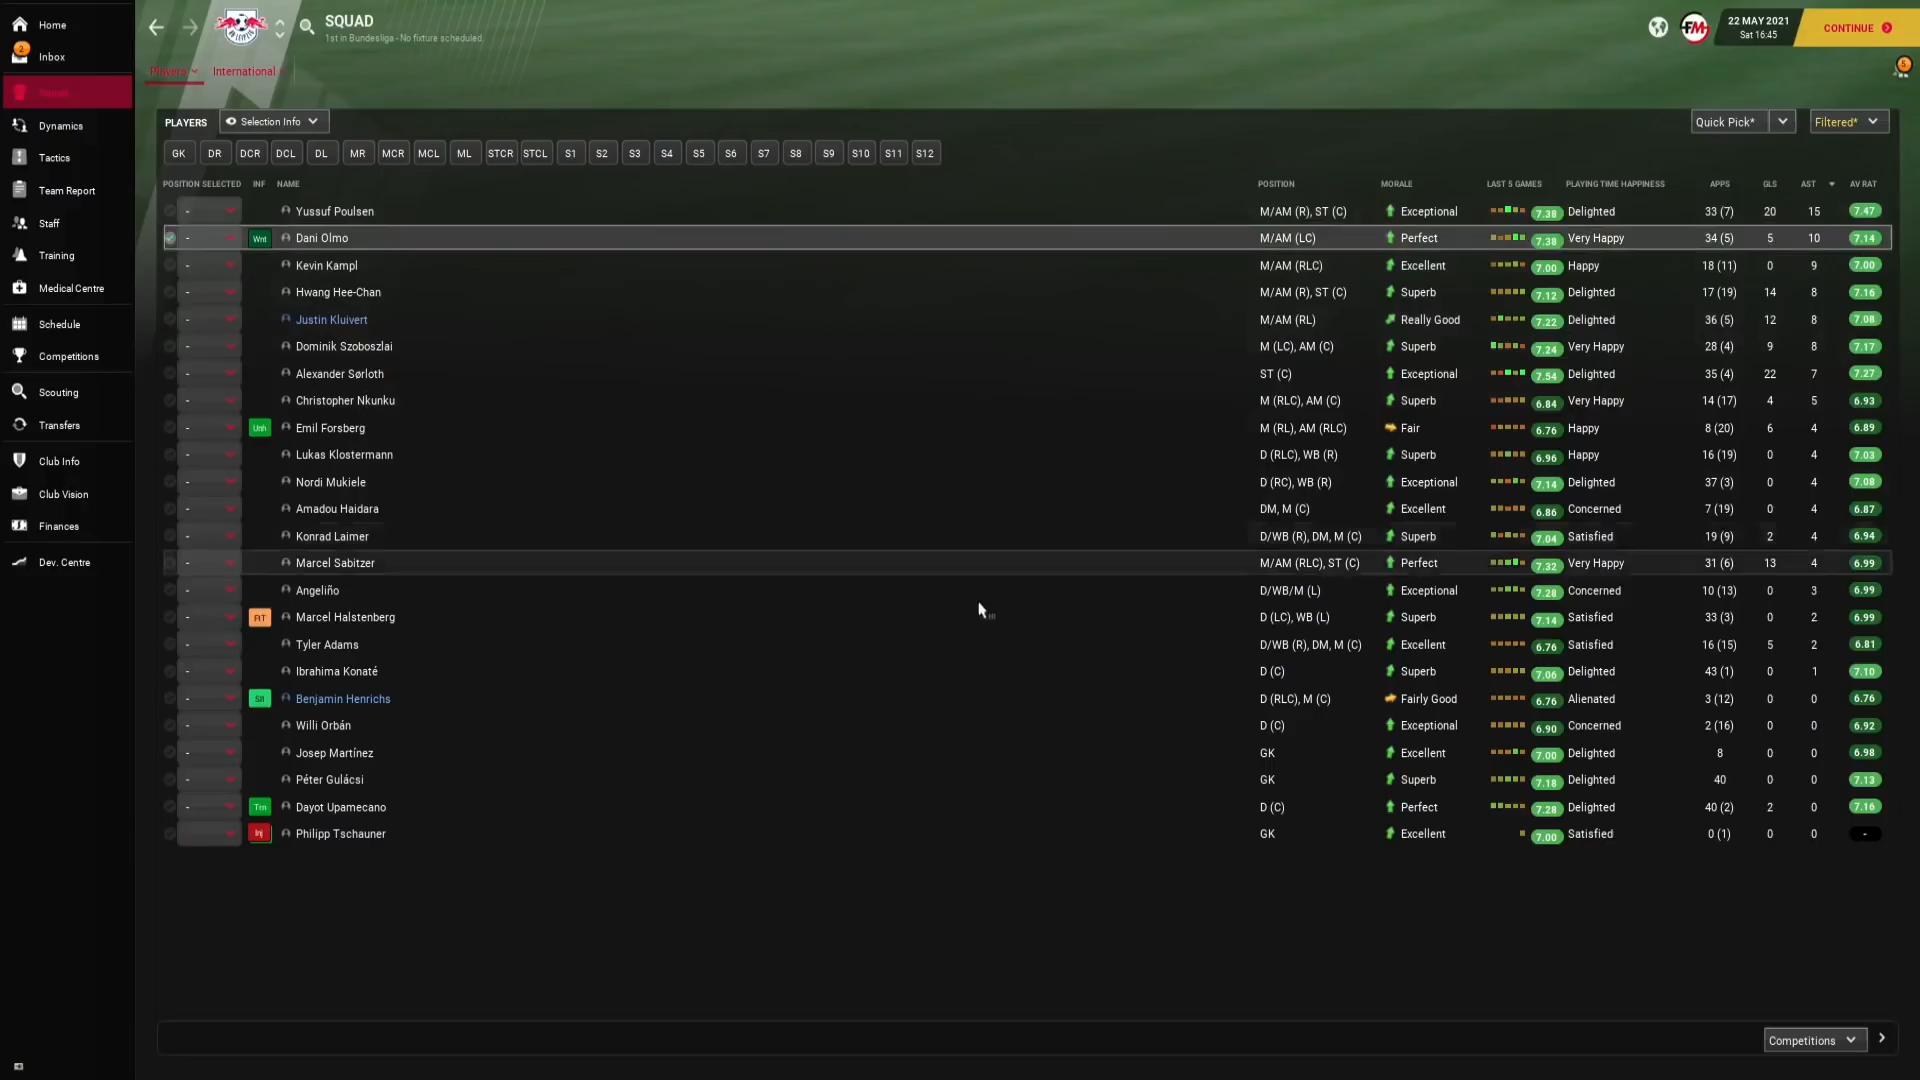 SQUAD
1st in Bundesliga - No fixture scheduled.
22 MAY 2021
Sat 16:45
CONTINUE
FM
5
Players
International
Home
2
Inbox
Squad
Dynamics
Tactics
Team Report
Staff
Training
Medical Centre
Schedule
Competitions
Scouting
Transfers
Club Info
Club Vision
Finances
Dev. Centre
PLAYERS Selection Info Quick Pick* Filtered*
GK DR DCR DCL DL MR MCR MCL ML STCR STCL S1 S2 S3 S4 S5 S6 S7 S8 S9 S10 S11 S12
POSITION SELECTED INF NAME POSITION MORALE LAST 5 GAMES PLAYING TIME HAPPINESS APPS GLS AST AV RAT
- Yussuf Poulsen M/AM (R), ST (C) Exceptional 7.38 Delighted 33 (7) 20 15 7.47
- Wnt Dani Olmo M/AM (LC) Perfect 7.38 Very Happy 34 (5) 5 10 7.14
- Kevin Kampl M/AM (RLC) Excellent 7.00 Happy 18 (11) 0 9 7.00
- Hwang Hee-Chan M/AM (R), ST (C) Superb 7.12 Delighted 17 (19) 14 8 7.16
- Justin Kluivert M/AM (RL) Really Good 7.22 Delighted 36 (5) 12 8 7.08
- Dominik Szoboszlai M (LC), AM (C) Superb 7.24 Very Happy 28 (4) 9 8 7.17
- Alexander Sørloth ST (C) Exceptional 7.54 Delighted 35 (4) 22 7 7.27
- Christopher Nkunku M (RLC), AM (C) Superb 6.84 Very Happy 14 (17) 4 5 6.93
- Unh Emil Forsberg M (RL), AM (RLC) Fair 6.76 Happy 8 (20) 6 4 6.89
- Lukas Klostermann D (RLC), WB (R) Superb 6.96 Happy 16 (19) 0 4 7.03
- Nordi Mukiele D (RC), WB (R) Exceptional 7.14 Delighted 37 (3) 0 4 7.08
- Amadou Haidara DM, M (C) Excellent 6.86 Concerned 7 (19) 0 4 6.87
- Konrad Laimer D/WB (R), DM, M (C) Superb 7.04 Satisfied 19 (9) 2 4 6.94
- Marcel Sabitzer M/AM (RLC), ST (C) Perfect 7.32 Very Happy 31 (6) 13 4 6.99
- Angeliño D/WB/M (L) Exceptional 7.28 Concerned 10 (13) 0 3 6.99
- FIT Marcel Halstenberg D (LC), WB (L) Superb 7.14 Satisfied 33 (3) 0 2 6.99
- Tyler Adams D/WB (R), DM, M (C) Excellent 6.76 Satisfied 16 (15) 5 2 6.81
- Ibrahima Konaté D (C) Superb 7.06 Delighted 43 (1) 0 1 7.10
- Benjamin Henrichs D (RLC), M (C) Fairly Good 6.76 Alienated 3 (12) 0 0 6.76
- Willi Orbán D (C) Exceptional 6.90 Concerned 2 (16) 0 0 6.92
- Josep Martínez GK Excellent 7.00 Delighted 8 0 0 6.98
- Péter Gulácsi GK Superb 7.18 Delighted 40 0 0 7.13
- Trn Dayot Upamecano D (C) Perfect 7.28 Delighted 40 (2) 2 0 7.16
Inj Philipp Tschauner GK Excellent 7.00 Satisfied 0 (1) 0 0 -
Competitions